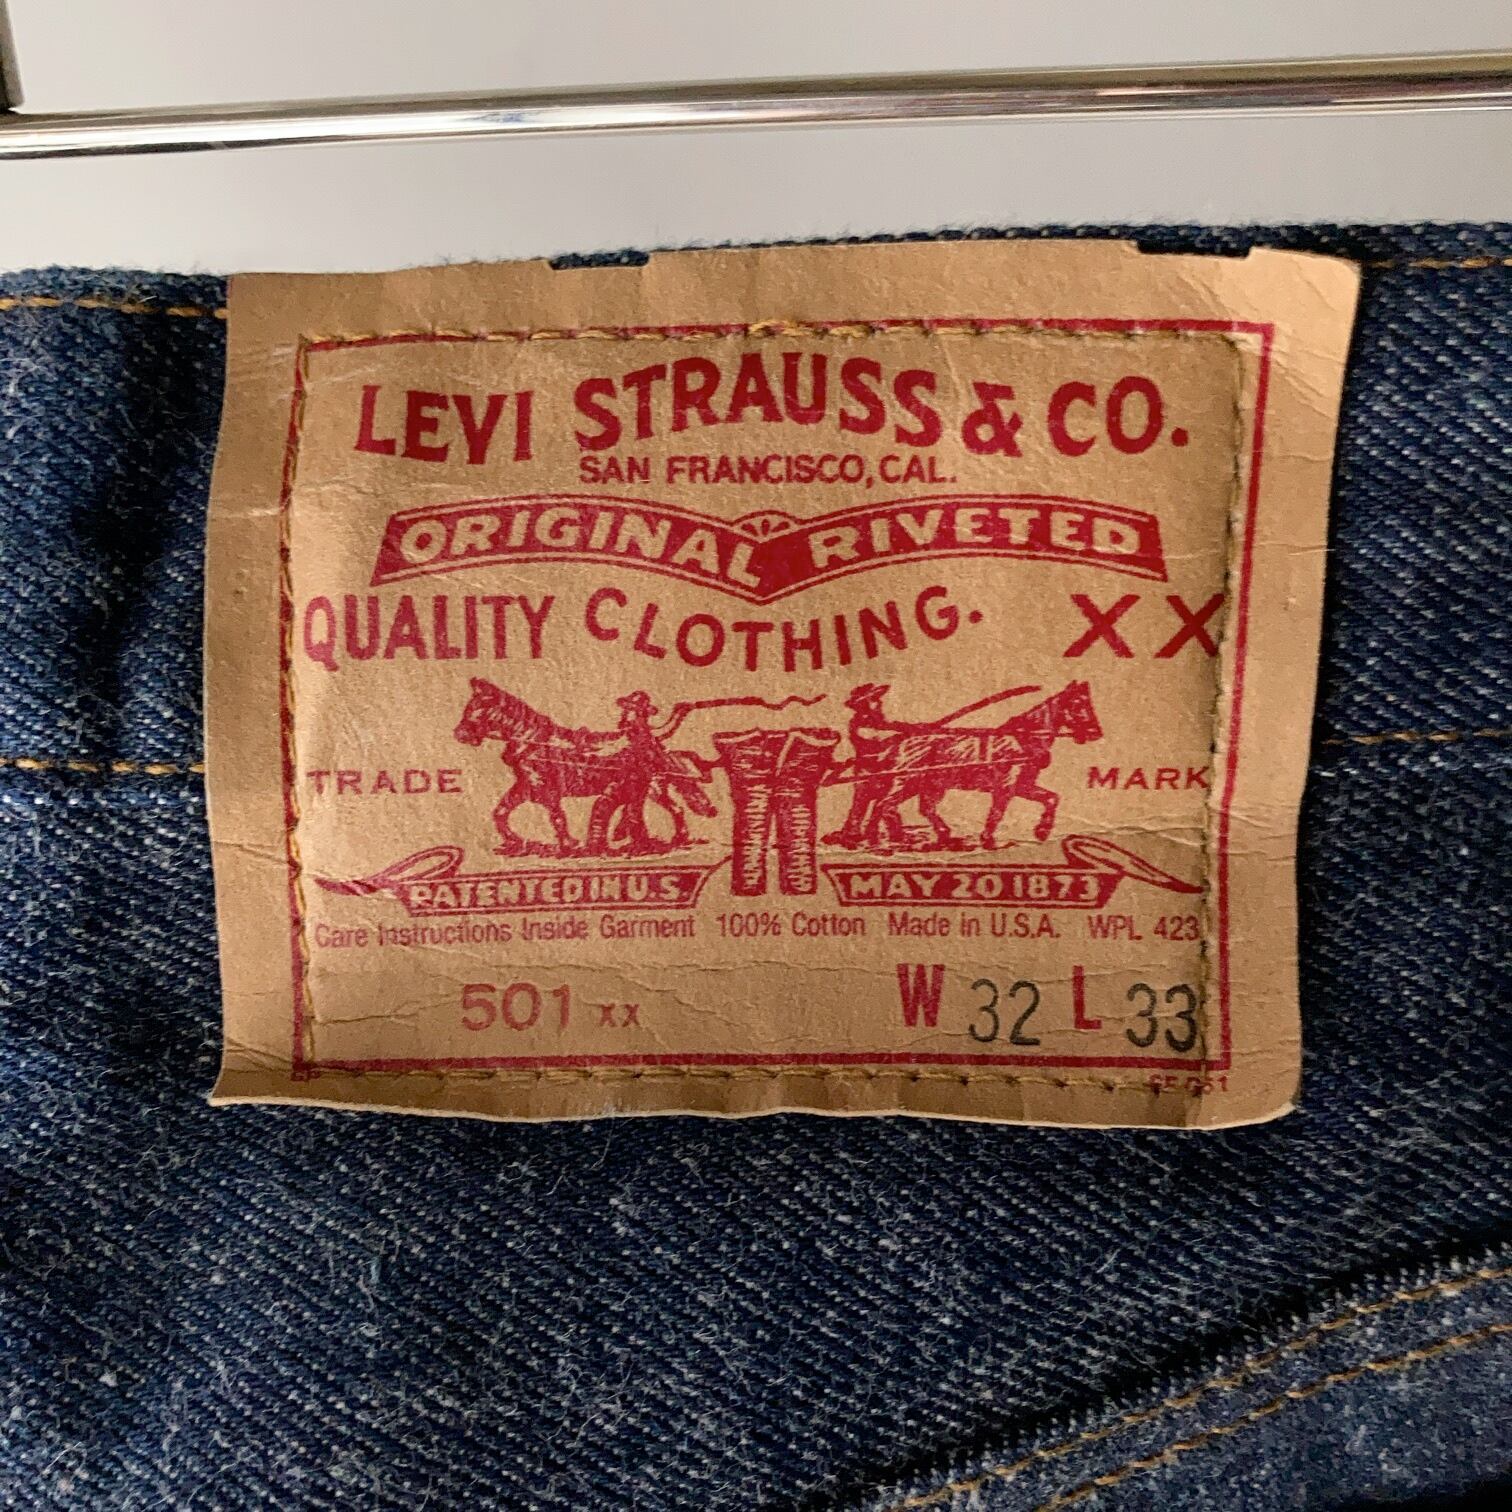 LEVI STRAUSS & CO.
SAN FRANCISCO, CAL.
ORIGINAL RIVETED
QUALITY CLOTHING. XX
TRADE MARK
PATENTED IN U.S. MAY 20 1873
Care Instructions Inside Garment 100% Cotton Made in U.S.A. WPL 423
501 xx W 32 L 33